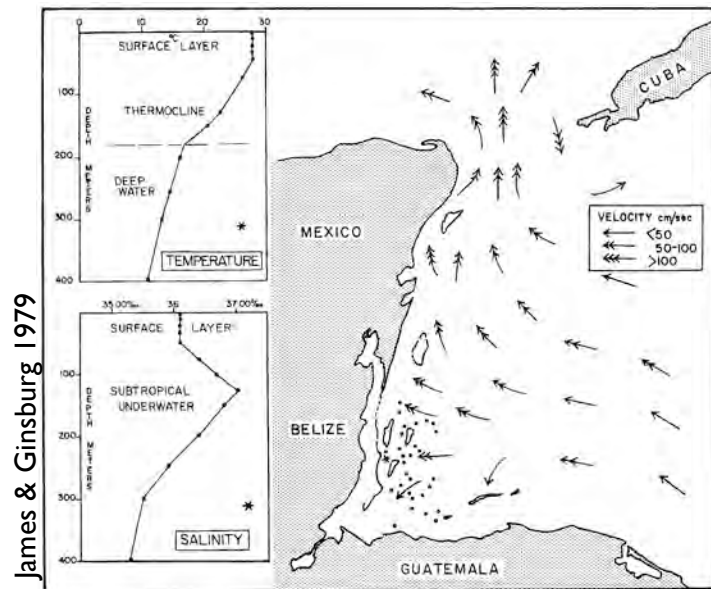 James & Ginsburg 1979
0 10 20 30
°C
SURFACE LAYER
100
THERMOCLINE
DEPTH METERS
200
DEEP WATER
300
*
TEMPERATURE
400
35.00‰ 36 37.00‰
SURFACE LAYER
100
SUBTROPICAL
UNDERWATER
DEPTH METERS
200
300
*
SALINITY
400
CUBA
MEXICO
VELOCITY cm/sec
<50
50-100
>100
BELIZE
*
GUATEMALA